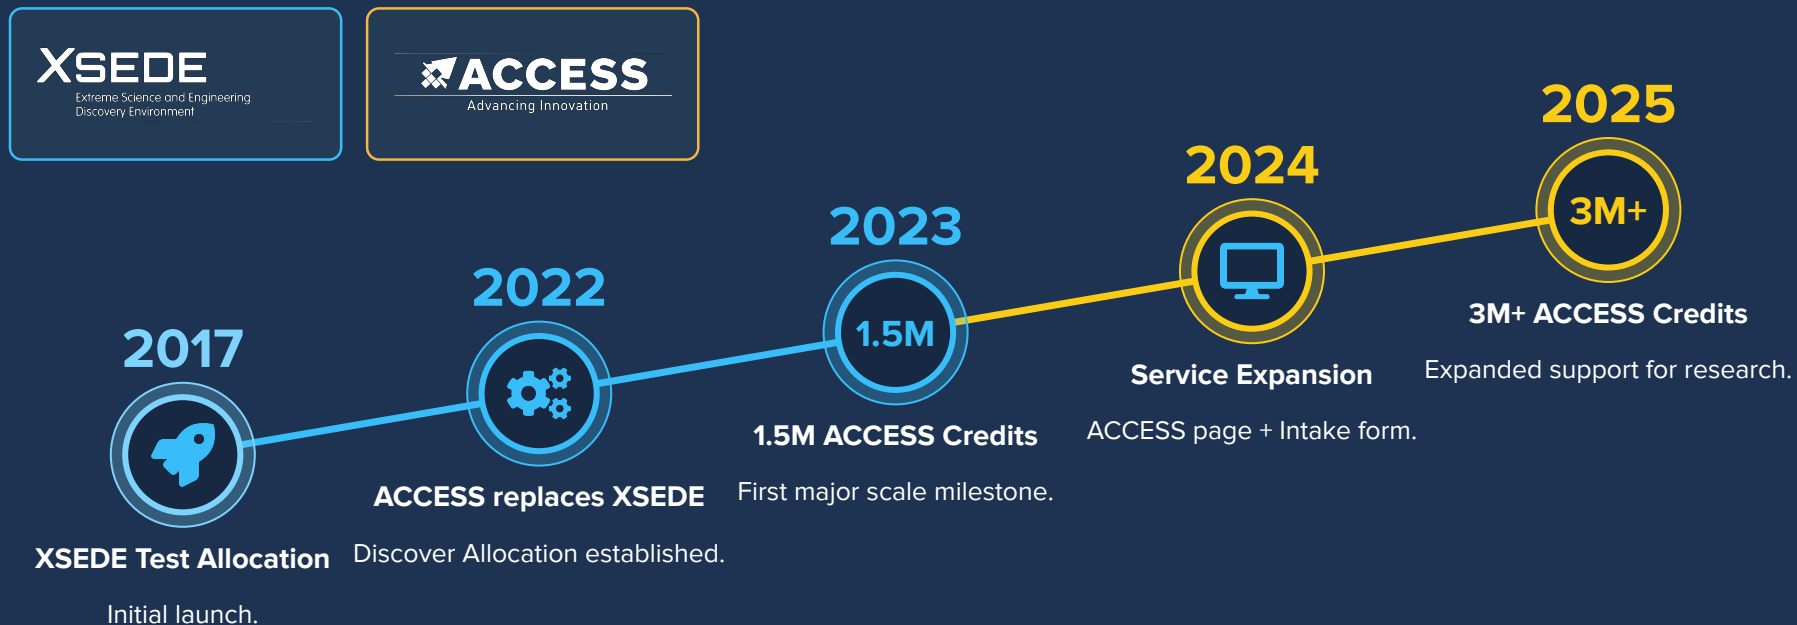 XSEDE
Extreme Science and Engineering
Discovery Environment
ACCESS
Advancing Innovation
2017
XSEDE Test Allocation
Initial launch.
2022
ACCESS replaces XSEDE
Discover Allocation established.
2023
1.5M
1.5M ACCESS Credits
First major scale milestone.
2024
Service Expansion
ACCESS page + Intake form.
2025
3M+
3M+ ACCESS Credits
Expanded support for research.